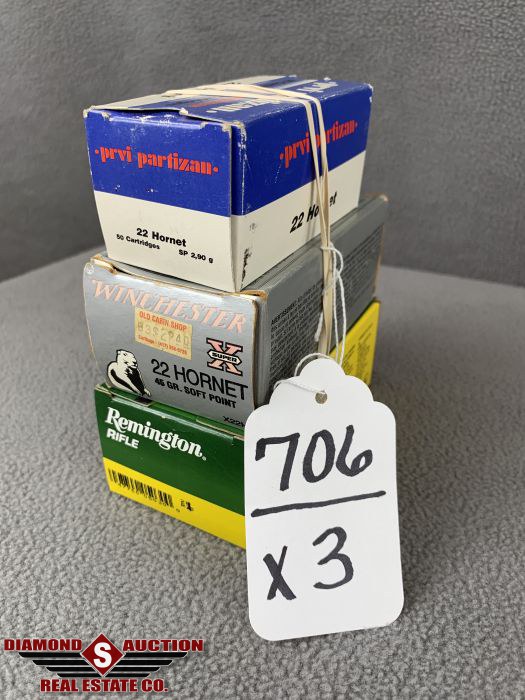 ·prvi partizan·
22 Hornet
50 Cartridges SP 2,90 g
·prvi partizan·
22 Hornet
WINCHESTER
OLD CABIN SHOP
X
SUPER
22 HORNET
45 GR. SOFT POINT
Remington®
RIFLE
706
X 3
DIAMOND S AUCTION
REAL ESTATE CO.